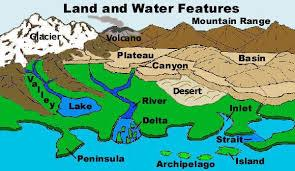 Land and Water Features
Mountain Range
Glacier
Volcano
Plateau
Basin
Canyon
Valley
Desert
Lake
River
Inlet
Delta
Strait
Peninsula
Archipelago
Island